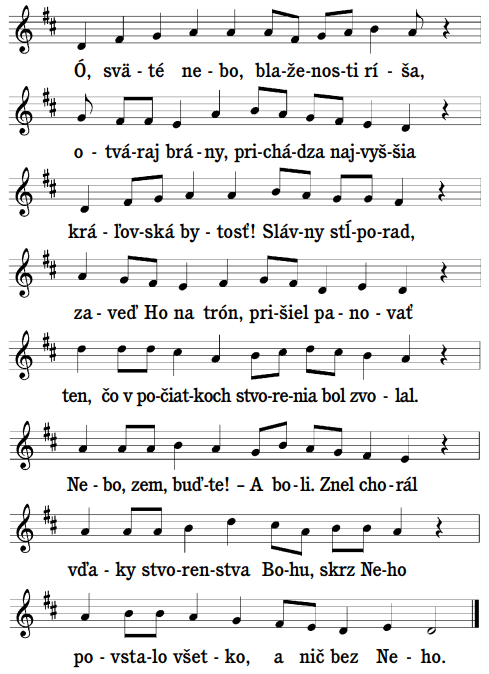 Ó, svä - té ne - bo, bla - že - nos - ti rí - ša,
o - tvá - raj brá - ny, pri - chá - dza naj - vyš - šia
krá - ľov - ská by - tosť! Sláv - ny stĺ - po - rad,
za - veď Ho na trón, pri - šiel pa - no - vať
ten, čo v po - čiat - koch stvo - re - nia bol zvo - lal.
Ne - bo, zem, buď - te! – A bo - li. Znel cho - rál
vďa - ky stvo - ren - stva Bo - hu, skrz Ne - ho
po - vsta - lo všet - ko, a nič bez Ne - ho.